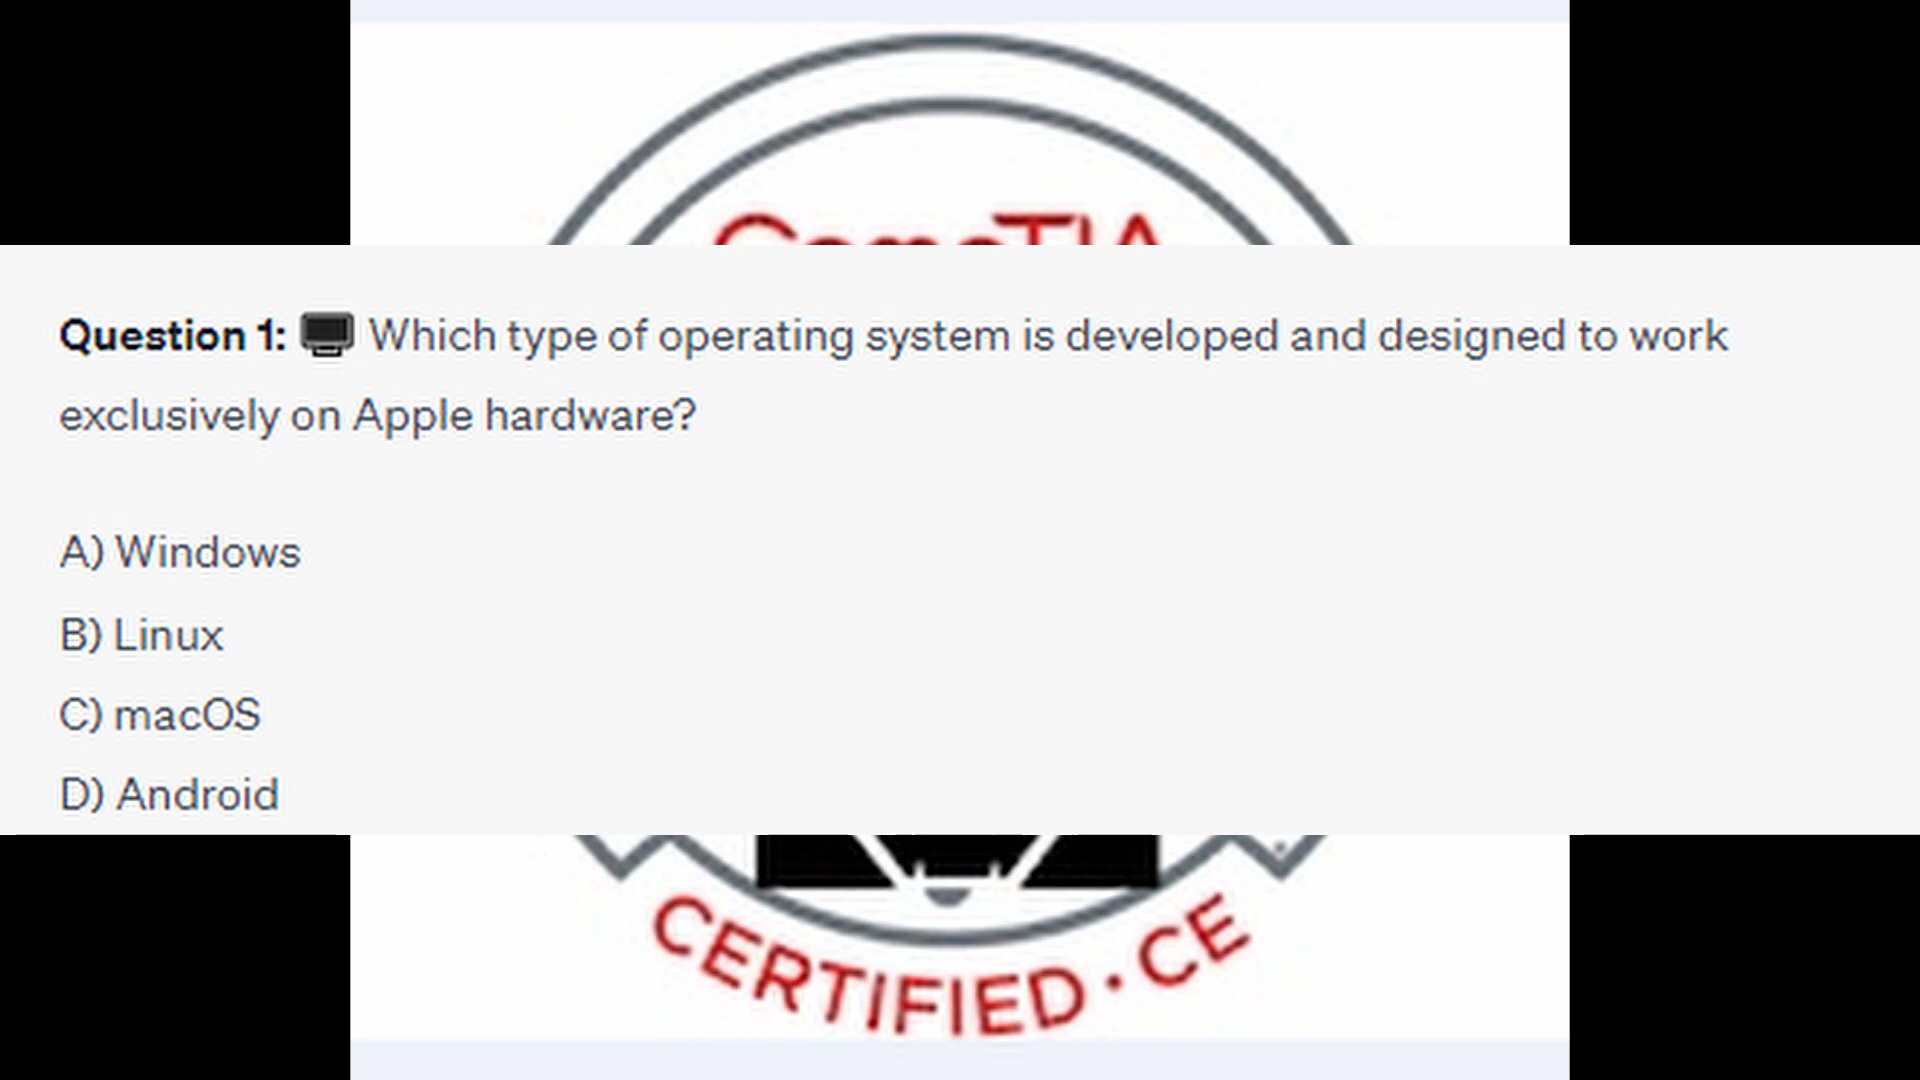 CompTIA
Question 1: 🖥️ Which type of operating system is developed and designed to work
exclusively on Apple hardware?
A) Windows
B) Linux
C) macOS
D) Android
CERTIFIED · CE